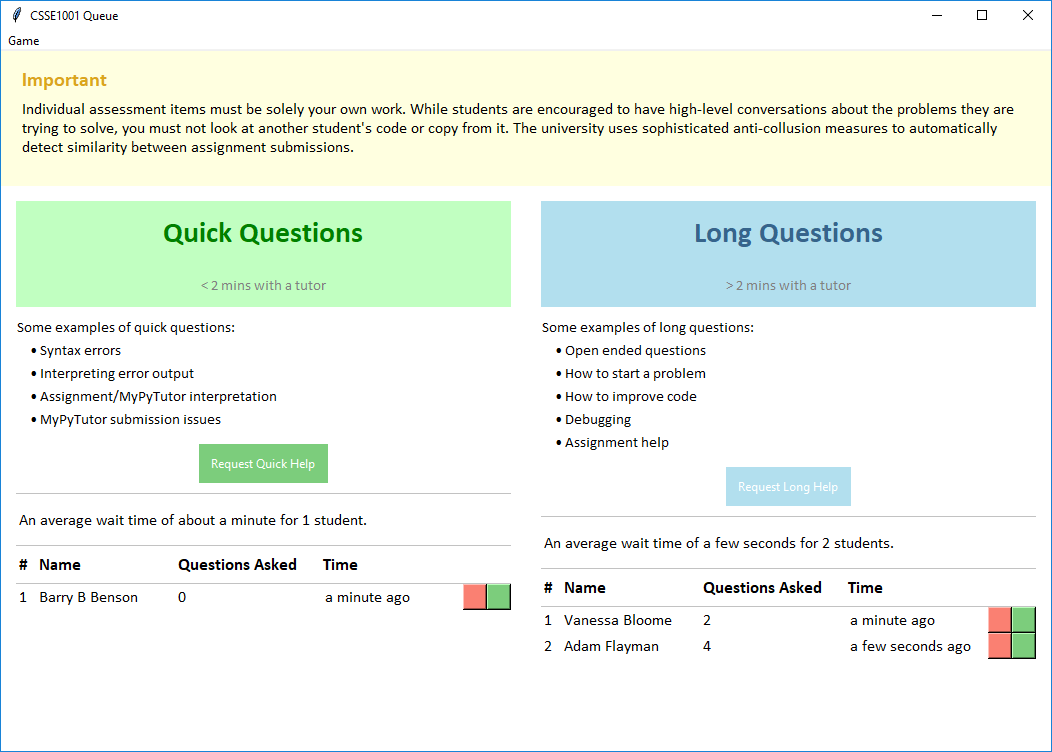 CSSE1001 Queue
Game
Important
Individual assessment items must be solely your own work. While students are encouraged to have high-level conversations about the problems they are
trying to solve, you must not look at another student's code or copy from it. The university uses sophisticated anti-collusion measures to automatically
detect similarity between assignment submissions.
Quick Questions
< 2 mins with a tutor
Some examples of quick questions:
• Syntax errors
• Interpreting error output
• Assignment/MyPyTutor interpretation
• MyPyTutor submission issues
Request Quick Help
An average wait time of about a minute for 1 student.
# Name Questions Asked Time
1 Barry B Benson 0 a minute ago
Long Questions
> 2 mins with a tutor
Some examples of long questions:
• Open ended questions
• How to start a problem
• How to improve code
• Debugging
• Assignment help
Request Long Help
An average wait time of a few seconds for 2 students.
# Name Questions Asked Time
1 Vanessa Bloome 2 a minute ago
2 Adam Flayman 4 a few seconds ago